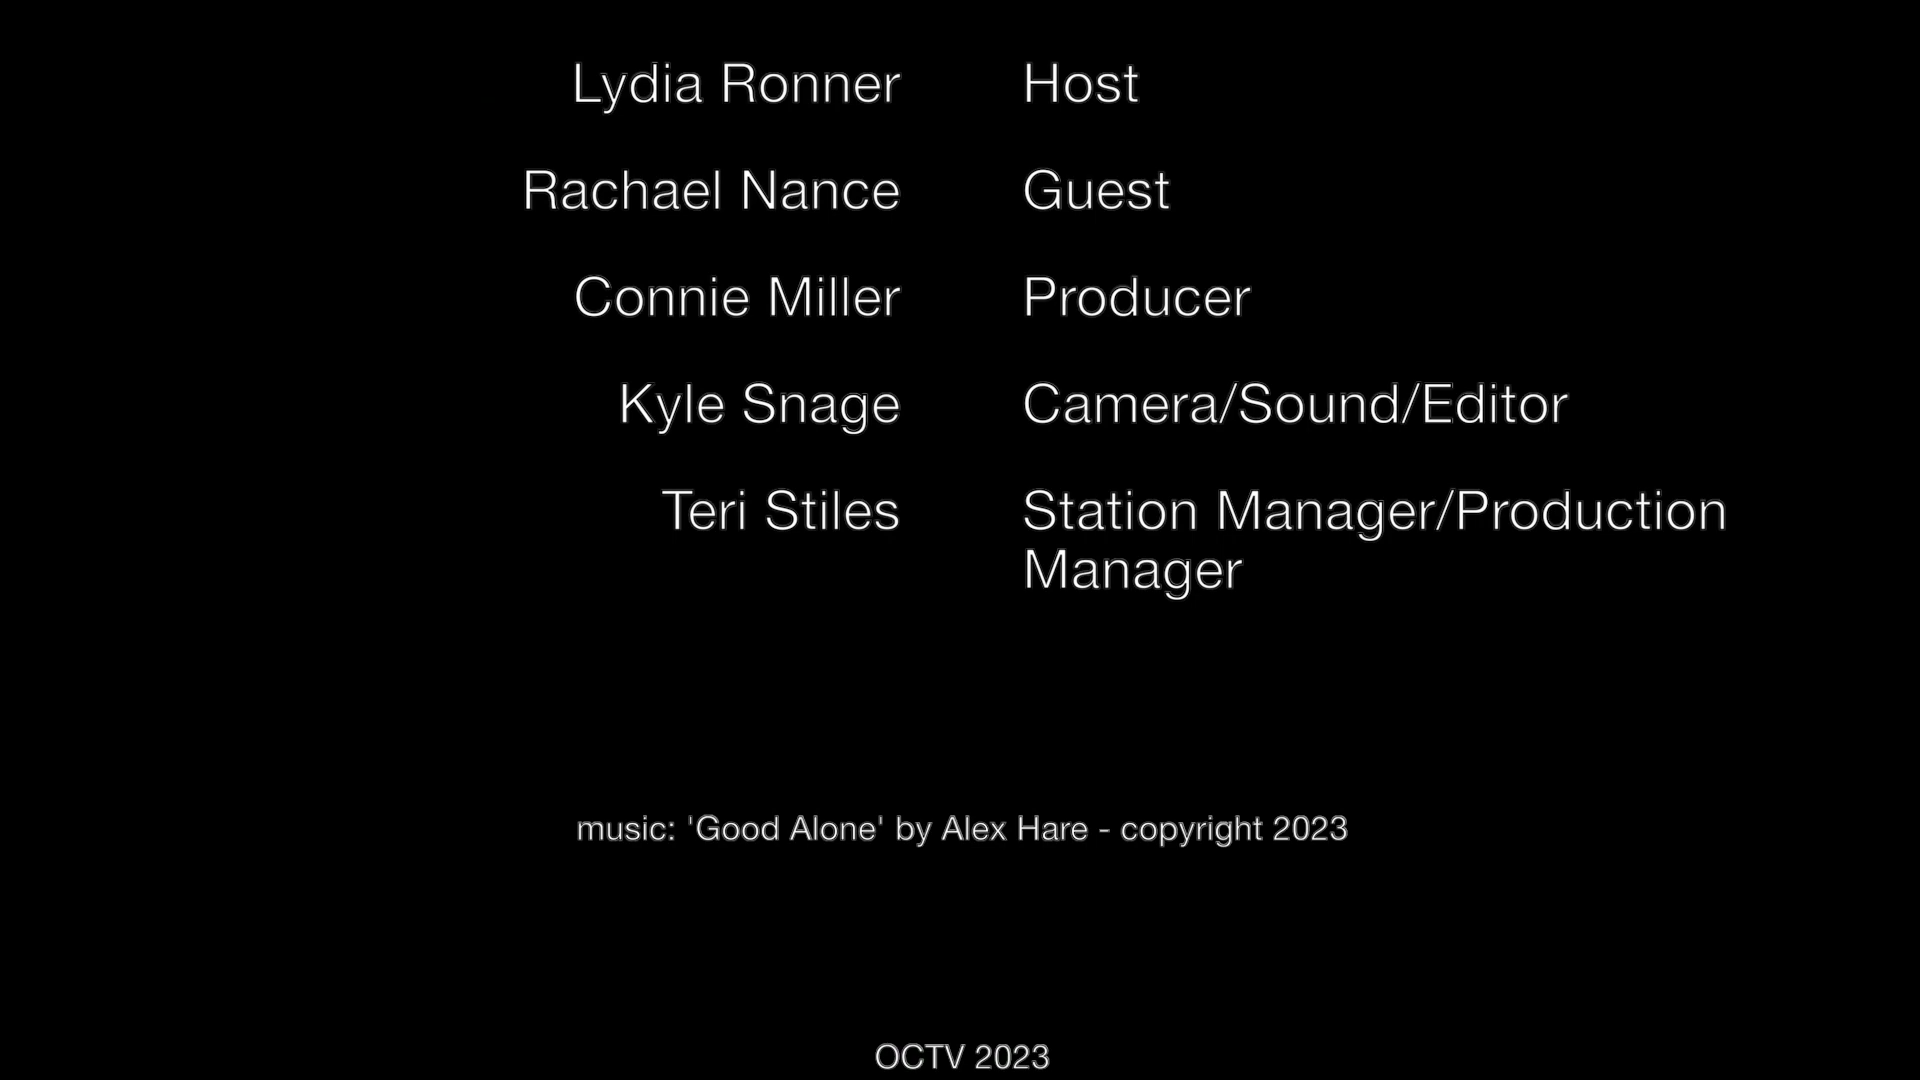 Lydia Ronner Host
Rachael Nance Guest
Connie Miller Producer
Kyle Snage Camera/Sound/Editor
Teri Stiles Station Manager/Production
Manager
music: 'Good Alone' by Alex Hare - copyright 2023
OCTV 2023